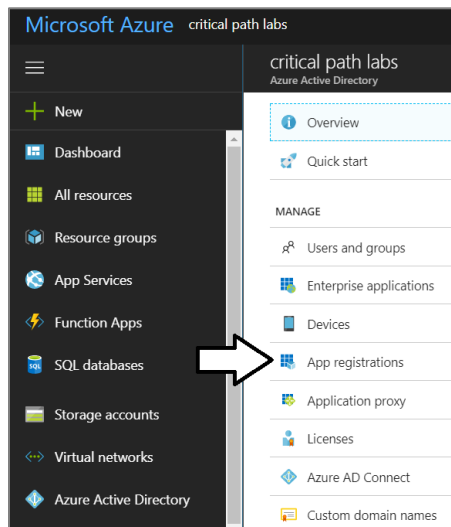 Microsoft Azure critical path labs
New
Dashboard
All resources
Resource groups
App Services
Function Apps
SQL databases
Storage accounts
Virtual networks
Azure Active Directory
critical path labs
Azure Active Directory
Overview
Quick start
MANAGE
Users and groups
Enterprise applications
Devices
App registrations
Application proxy
Licenses
Azure AD Connect
Custom domain names